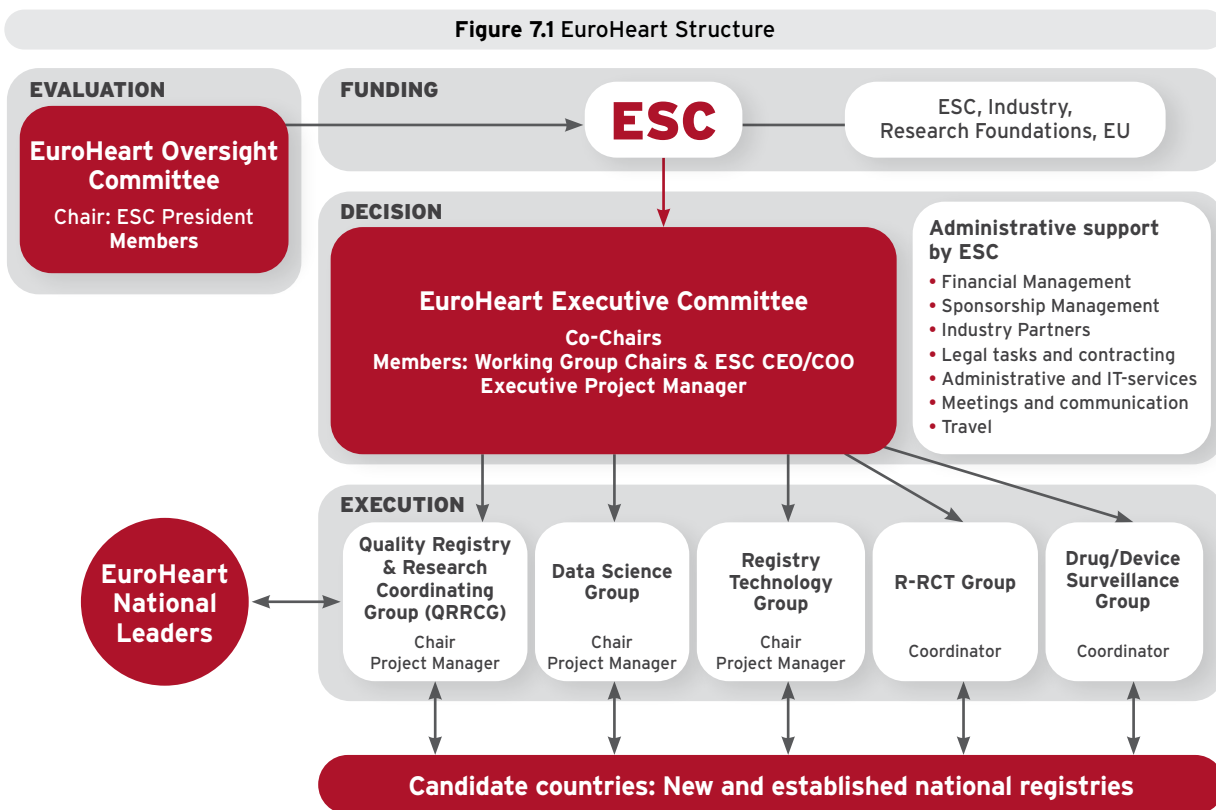 Figure 7.1 EuroHeart Structure
EVALUATION
EuroHeart Oversight
Committee
Chair: ESC President
Members
FUNDING
ESC
ESC, Industry,
Research Foundations, EU
DECISION
EuroHeart Executive Committee
Co-Chairs
Members: Working Group Chairs & ESC CEO/COO
Executive Project Manager
Administrative support
by ESC
• Financial Management
• Sponsorship Management
• Industry Partners
• Legal tasks and contracting
• Administrative and IT-services
• Meetings and communication
• Travel
EXECUTION
EuroHeart
National
Leaders
Quality Registry
& Research
Coordinating
Group (QRRCG)
Chair
Project Manager
Data Science
Group
Chair
Project Manager
Registry
Technology
Group
Chair
Project Manager
R-RCT Group
Coordinator
Drug/Device
Surveillance
Group
Coordinator
Candidate countries: New and established national registries